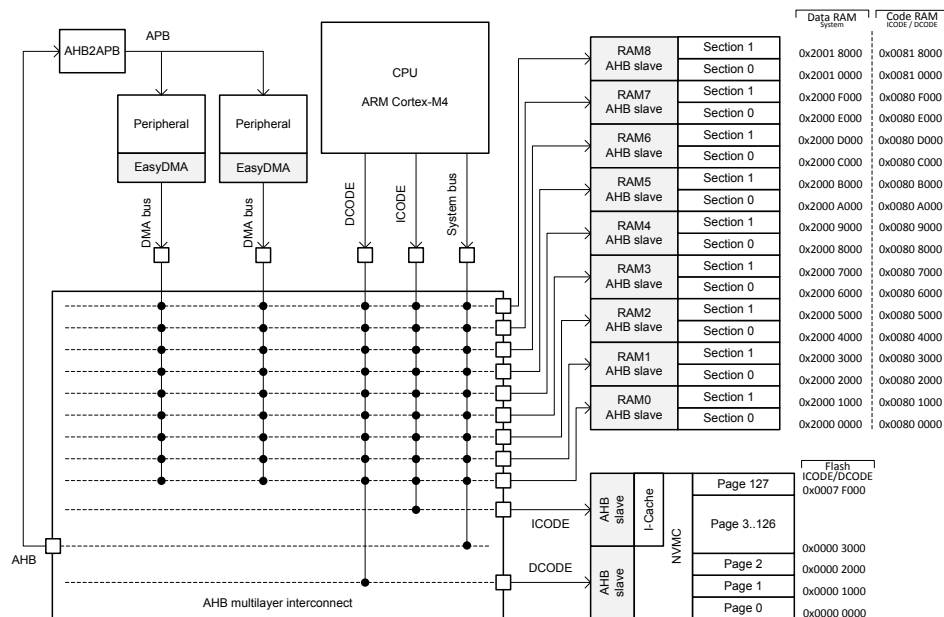 Data RAM
System
Code RAM
ICODE / DCODE
AHB2APB
APB
CPU
ARM Cortex-M4
Peripheral
EasyDMA
Peripheral
EasyDMA
DMA bus
DMA bus
DCODE
ICODE
System bus
RAM8
AHB slave
Section 1
Section 0
0x2001 8000
0x0081 8000
0x2001 0000
0x0081 0000
RAM7
AHB slave
Section 1
Section 0
0x2000 F000
0x0080 F000
0x2000 E000
0x0080 E000
RAM6
AHB slave
Section 1
Section 0
0x2000 D000
0x0080 D000
0x2000 C000
0x0080 C000
RAM5
AHB slave
Section 1
Section 0
0x2000 B000
0x0080 B000
0x2000 A000
0x0080 A000
RAM4
AHB slave
Section 1
Section 0
0x2000 9000
0x0080 9000
0x2000 8000
0x0080 8000
RAM3
AHB slave
Section 1
Section 0
0x2000 7000
0x0080 7000
0x2000 6000
0x0080 6000
RAM2
AHB slave
Section 1
Section 0
0x2000 5000
0x0080 5000
0x2000 4000
0x0080 4000
RAM1
AHB slave
Section 1
Section 0
0x2000 3000
0x0080 3000
0x2000 2000
0x0080 2000
RAM0
AHB slave
Section 1
Section 0
0x2000 1000
0x0080 1000
0x2000 0000
0x0080 0000
Flash
ICODE/DCODE
ICODE
AHB
slave
I-Cache
NVMC
Page 127
0x0007 F000
Page 3..126
0x0000 3000
AHB
DCODE
AHB
slave
Page 2
0x0000 2000
Page 1
0x0000 1000
Page 0
0x0000 0000
AHB multilayer interconnect